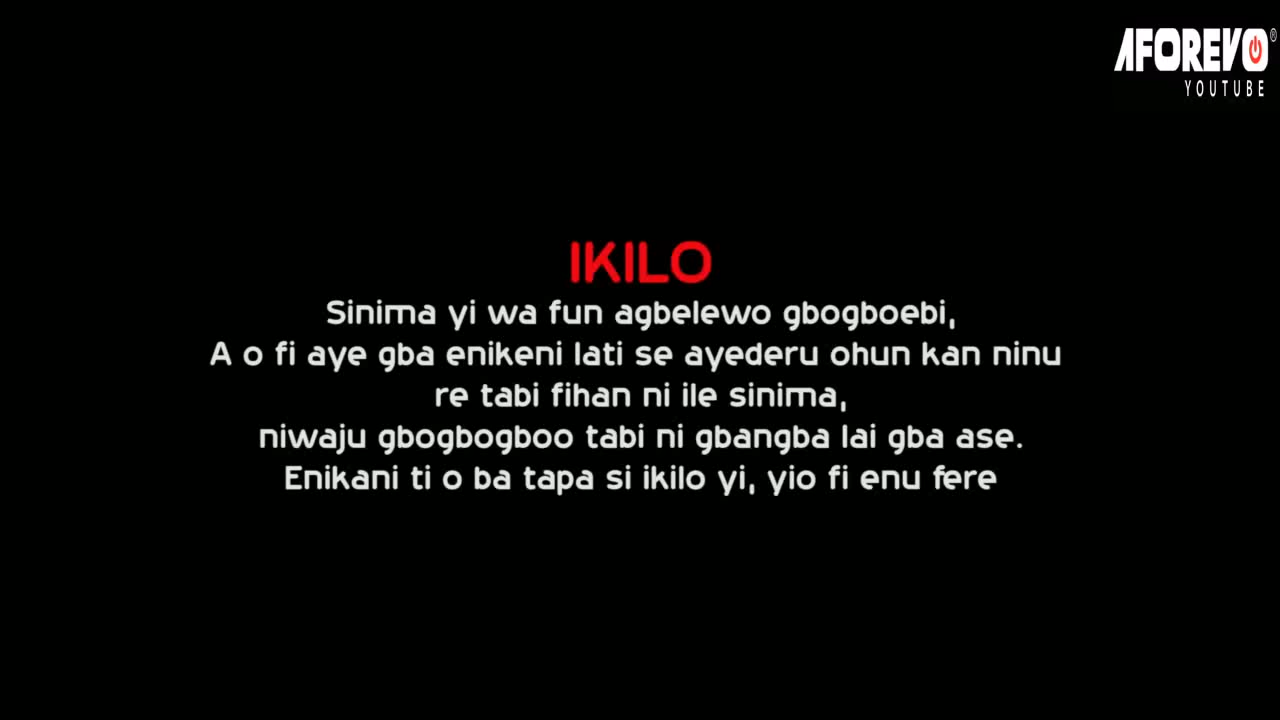 AFOREVO®
YOUTUBE
IKILO
Sinima yi wa fun agbelewo gbogboebi,
A o fi aye gba enikeni lati se ayederu ohun kan ninu
re tabi fihan ni ile sinima,
niwaju gbogbogboo tabi ni gbangba lai gba ase.
Enikani ti o ba tapa si ikilo yi, yio fi enu fere